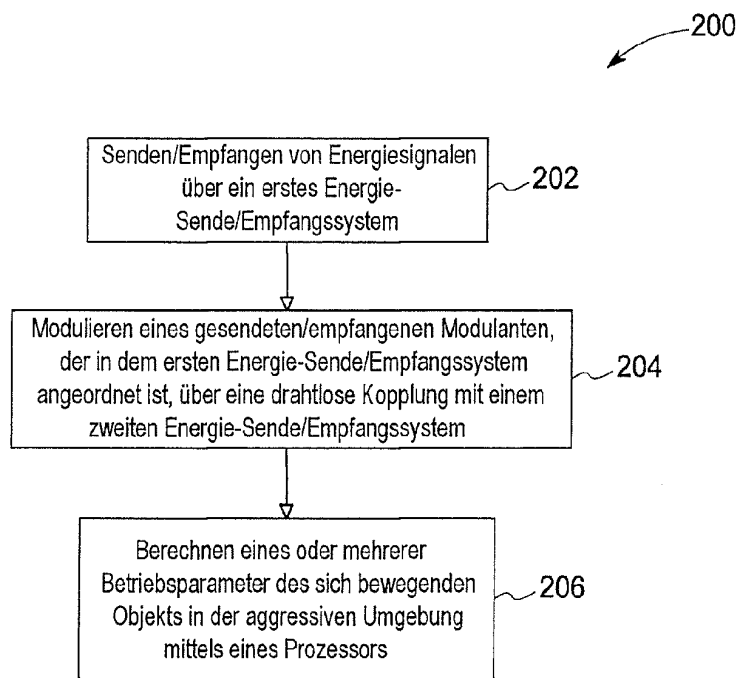 200
Senden/Empfangen von Energiesignalen
über ein erstes Energie-
Sende/Empfangssystem
202
Modulieren eines gesendeten/empfangenen Modulanten,
der in dem ersten Energie-Sende/Empfangssystem
angeordnet ist, über eine drahtlose Kopplung mit einem
zweiten Energie-Sende/Empfangssystem
204
Berechnen eines oder mehrerer
Betriebsparameter des sich bewegenden
Objekts in der aggressiven Umgebung
mittels eines Prozessors
206